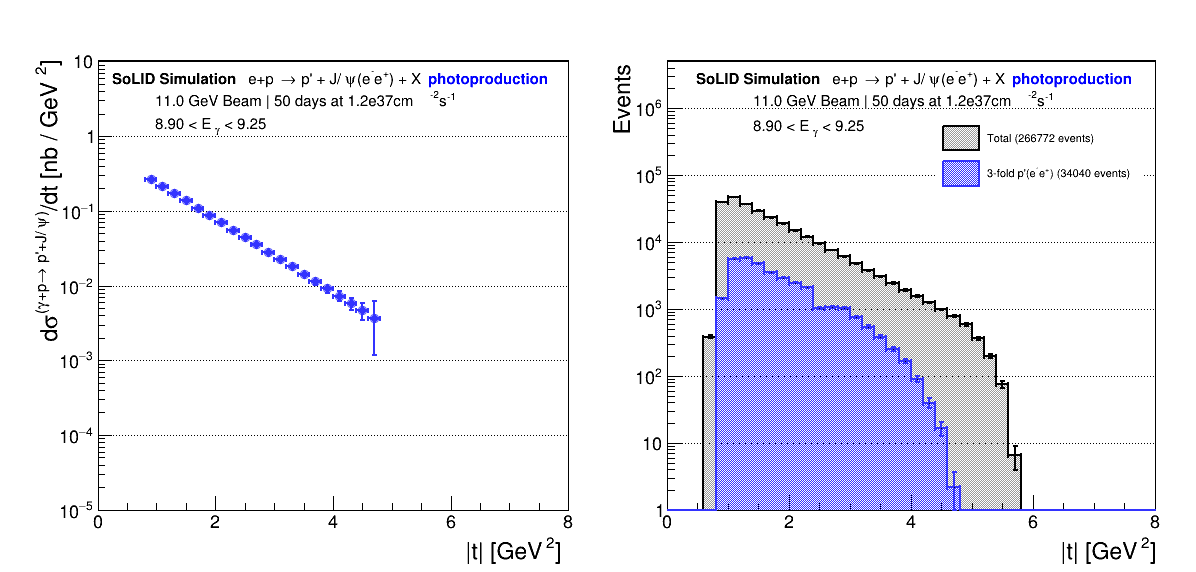 SoLID Simulation e+p → p' + J/ ψ(e⁻e⁺) + X photoproduction
11.0 GeV Beam | 50 days at 1.2e37cm⁻²s⁻¹
8.90 < E_γ < 9.25
dσ(γ+p→ p'+J/ ψ)/dt [nb / GeV²]
10
1
10⁻¹
10⁻²
10⁻³
10⁻⁴
10⁻⁵
0 2 4 6 8
|t| [GeV²]
SoLID Simulation e+p → p' + J/ ψ(e⁻e⁺) + X photoproduction
11.0 GeV Beam | 50 days at 1.2e37cm⁻²s⁻¹
8.90 < E_γ < 9.25
Total (266772 events)
3-fold p'(e⁻e⁺) (34040 events)
Events
10⁶
10⁵
10⁴
10³
10²
10
1
0 2 4 6 8
|t| [GeV²]